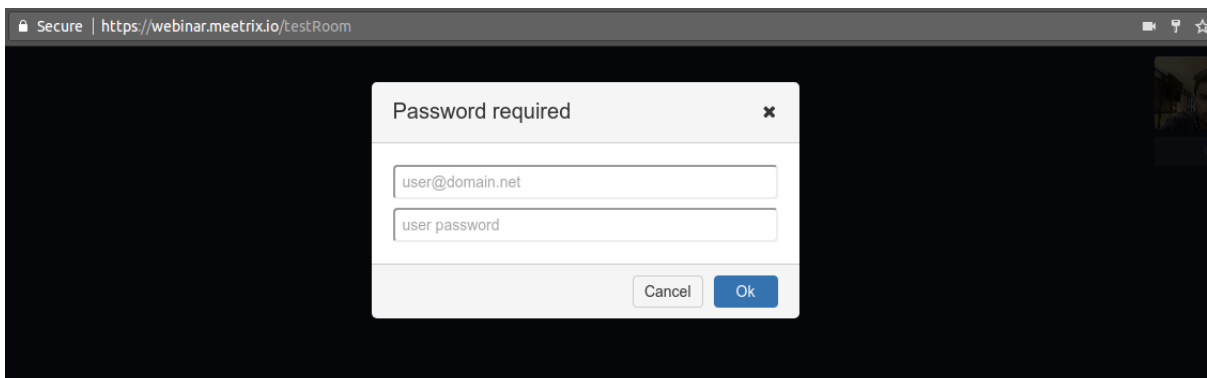 Secure | https://webinar.meetrix.io/testRoom
Password required
user@domain.net
user password
Cancel Ok